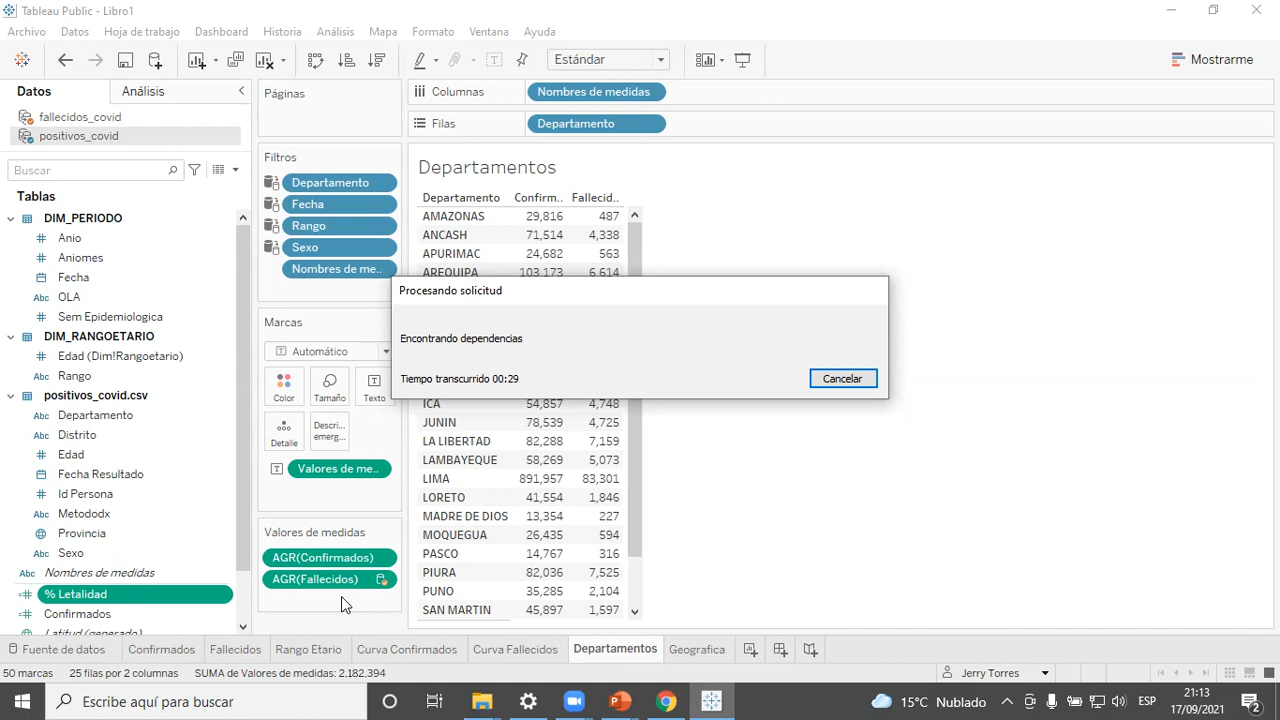 Tableau Public - Libro1
Archivo Datos Hoja de trabajo Dashboard Historia Análisis Mapa Formato Ventana Ayuda
Estándar
Mostrarme
Datos Análisis
fallecidos_covid
positivos_covid
Buscar
Tablas
DIM_PERIODO
# Anio
# Aniomes
Fecha
Abc OLA
# Sem Epidemiologica
DIM_RANGOETARIO
# Edad (Dim!Rangoetario)
Abc Rango
positivos_covid.csv
Abc Departamento
Abc Distrito
# Edad
Fecha Resultado
# Id Persona
Abc Metododx
Provincia
Abc Sexo
Abc Nombres de medidas
=# % Letalidad
=# Confirmados
Latitud (generado)
Páginas
Filtros
Departamento
Fecha
Rango
Sexo
Nombres de me..
Marcas
T Automático
Color Tamaño Texto
Detalle Descri... emerg...
T Valores de me..
Valores de medidas
AGR(Confirmados)
AGR(Fallecidos)
Columnas Nombres de medidas
Filas Departamento
Departamentos
Departamento Confirm.. Fallecid..
AMAZONAS 29,816 487
ANCASH 71,514 4,338
APURIMAC 24,682 563
AREQUIPA 103,173 6,614
Procesando solicitud
Encontrando dependencias
Tiempo transcurrido 00:29
Cancelar
ICA 54,857 4,748
JUNIN 78,539 4,725
LA LIBERTAD 82,288 7,159
LAMBAYEQUE 58,269 5,073
LIMA 891,957 83,301
LORETO 41,554 1,846
MADRE DE DIOS 13,354 227
MOQUEGUA 26,435 594
PASCO 14,767 316
PIURA 82,036 7,525
PUNO 35,285 2,104
SAN MARTIN 45,897 1,597
Fuente de datos Confirmados Fallecidos Rango Etario Curva Confirmados Curva Fallecidos Departamentos Geografica
50 marcas 25 filas por 2 columnas SUMA de Valores de medidas: 2,182,394
Jerry Torres
Escribe aquí para buscar
15°C Nublado
ESP
21:13
17/09/2021
2